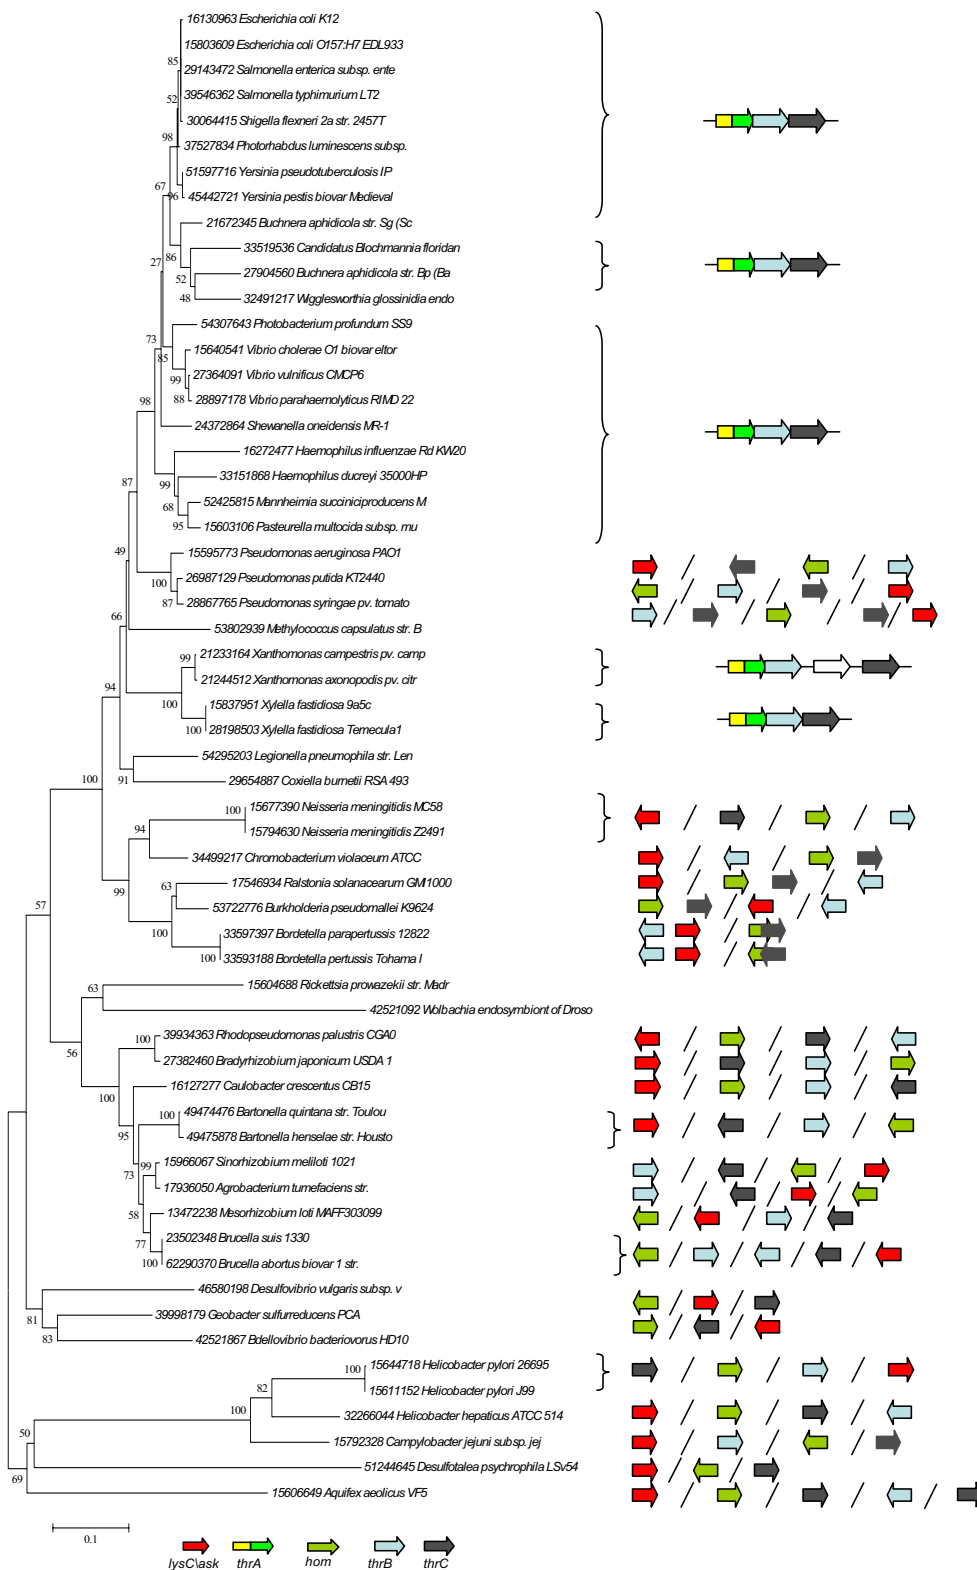 16130963 Escherichia coli K12
15803609 Escherichia coli O157:H7 EDL933
85
29143472 Salmonella enterica subsp. ente
52
39546362 Salmonella typhimurium LT2
30064415 Shigella flexneri 2a str. 2457T
98
37527834 Photorhabdus luminescens subsp.
51597716 Yersinia pseudotuberculosis IP
67
96
45442721 Yersinia pestis biovar Medieval
21672345 Buchnera aphidicola str. Sg (Sc
33519536 Candidatus Blochmannia floridan
86
27
27904560 Buchnera aphidicola str. Bp (Ba
52
48
32491217 Wigglesworthia glossinidia endo
54307643 Photobacterium profundum SS9
73
15640541 Vibrio cholerae O1 biovar eltor
85
27364091 Vibrio vulnificus CMCP6
99
88
28897178 Vibrio parahaemolyticus RIMD 22
98
24372864 Shewanella oneidensis MR-1
16272477 Haemophilus influenzae Rd KW20
33151868 Haemophilus ducreyi 35000HP
87
99
52425815 Mannheimia succiniciproducens M
68
95
15603106 Pasteurella multocida subsp. mu
49
15595773 Pseudomonas aeruginosa PAO1
26987129 Pseudomonas putida KT2440
100
87
28867765 Pseudomonas syringae pv. tomato
66
53802939 Methylococcus capsulatus str. B
21233164 Xanthomonas campestris pv. camp
99
21244512 Xanthomonas axonopodis pv. citr
94
15837951 Xylella fastidiosa 9a5c
100
100
28198503 Xylella fastidiosa Temecula1
54295203 Legionella pneumophila str. Len
100
91
29654887 Coxiella burnetii RSA 493
15677390 Neisseria meningitidis MC58
100
15794630 Neisseria meningitidis Z2491
94
34499217 Chromobacterium violaceum ATCC
17546934 Ralstonia solanacearum GMI1000
99
63
53722776 Burkholderia pseudomallei K9624
57
100
33597397 Bordetella parapertussis 12822
100
33593188 Bordetella pertussis Tohama I
63
15604688 Rickettsia prowazekii str. Madr
42521092 Wolbachia endosymbiont of Droso
39934363 Rhodopseudomonas palustris CGA0
56
100
27382460 Bradyrhizobium japonicum USDA 1
16127277 Caulobacter crescentus CB15
100
49474476 Bartonella quintana str. Toulou
100
95
49475878 Bartonella henselae str. Housto
15966067 Sinorhizobium meliloti 1021
73
99
17936050 Agrobacterium tumefaciens str.
58
13472238 Mesorhizobium loti MAFF303099
77
23502348 Brucella suis 1330
100
62290370 Brucella abortus biovar 1 str.
46580198 Desulfovibrio vulgaris subsp. v
39998179 Geobacter sulfurreducens PCA
81
83
42521867 Bdellovibrio bacteriovorus HD10
15644718 Helicobacter pylori 26695
100
15611152 Helicobacter pylori J99
82
32266044 Helicobacter hepaticus ATCC 514
100
15792328 Campylobacter jejuni subsp. jej
50
51244645 Desulfotalea psychrophila LSv54
69
15606649 Aquifex aeolicus VF5
0.1
lysC\ask thrA hom thrB thrC